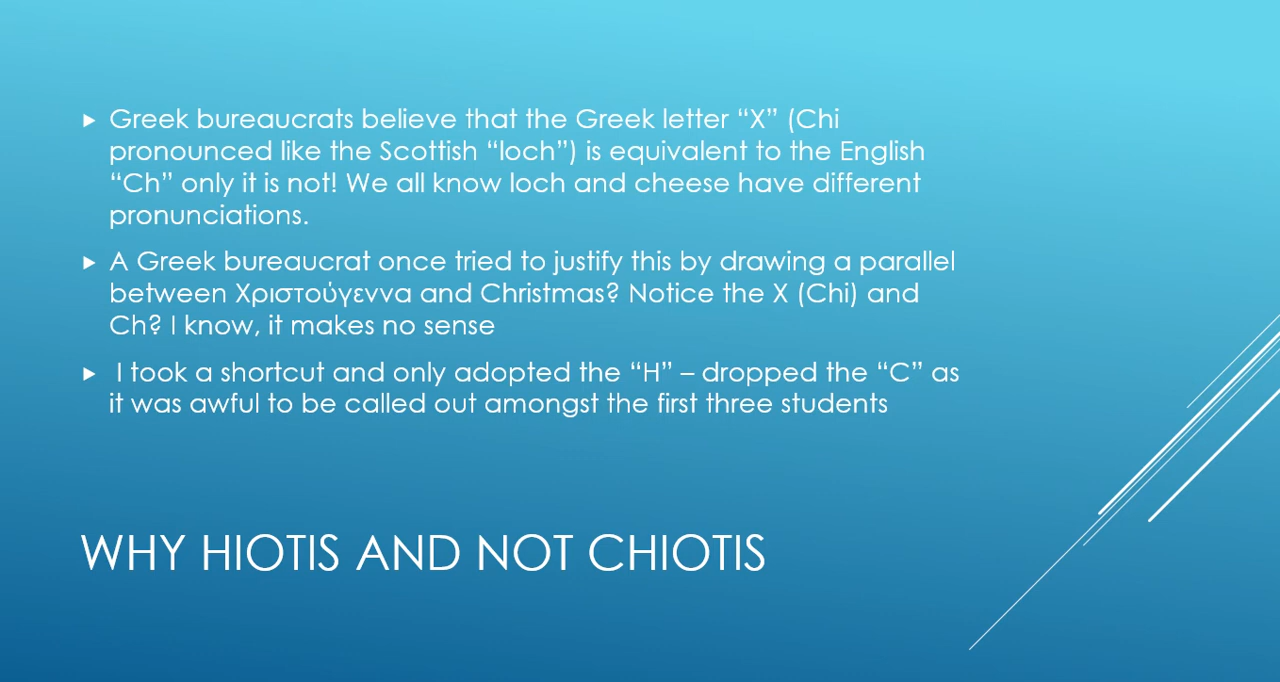 Greek bureaucrats believe that the Greek letter “X” (Chi
pronounced like the Scottish “loch”) is equivalent to the English
“Ch” only it is not! We all know loch and cheese have different
pronunciations.
A Greek bureaucrat once tried to justify this by drawing a parallel
between Χριστούγεννα and Christmas? Notice the X (Chi) and
Ch? I know, it makes no sense
I took a shortcut and only adopted the “H” – dropped the “C” as
it was awful to be called out amongst the first three students
WHY HIOTIS AND NOT CHIOTIS